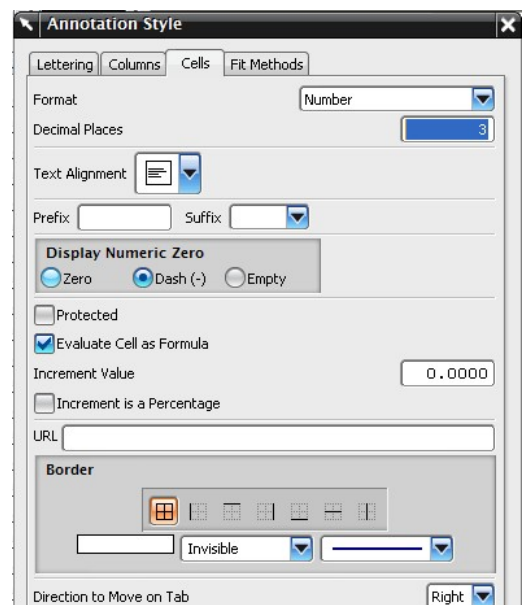 Annotation Style
Lettering Columns Cells Fit Methods
Format Number
Decimal Places 3
Text Alignment
Prefix Suffix
Display Numeric Zero
Zero Dash (-) Empty
Protected
Evaluate Cell as Formula
Increment Value 0.0000
Increment is a Percentage
URL
Border
Invisible
Direction to Move on Tab Right